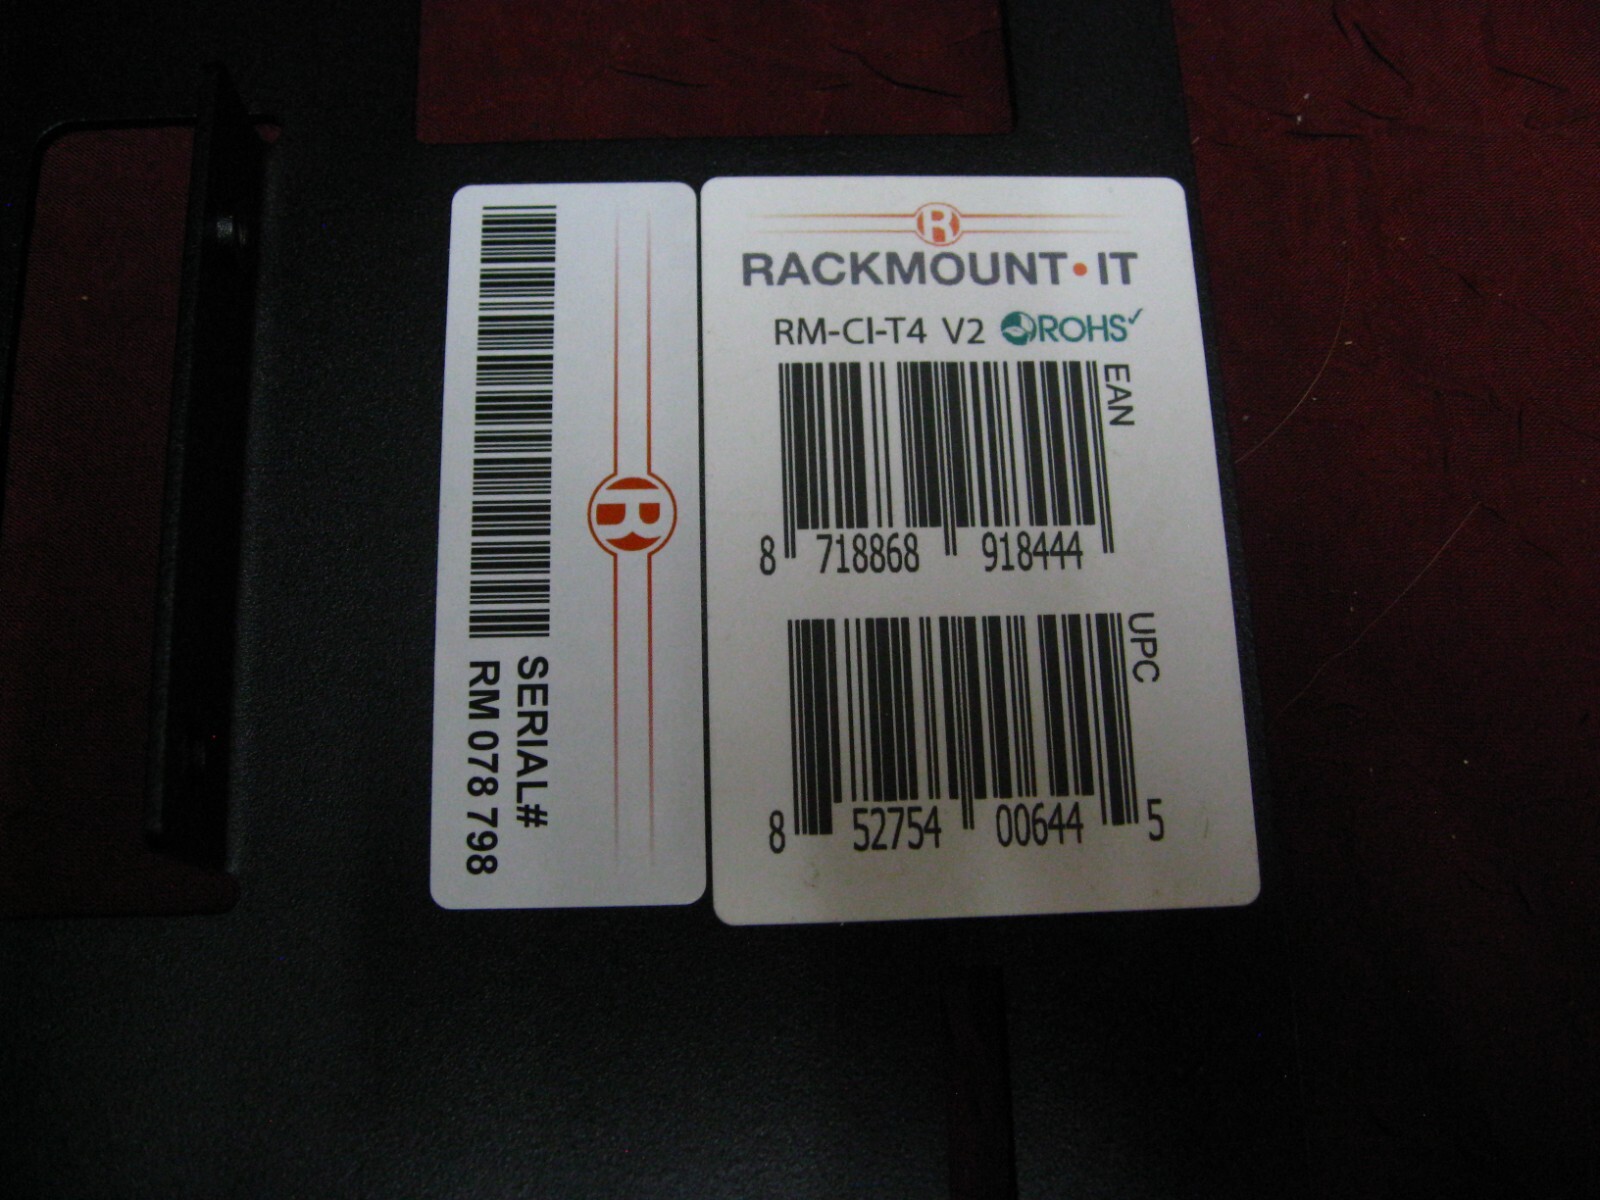 SERIAL#
RM 078 798
R
R
RACKMOUNT•IT
RM-CI-T4 V2 ROHS✓
EAN
8 718868 918444
UPC
8 52754 00644 5